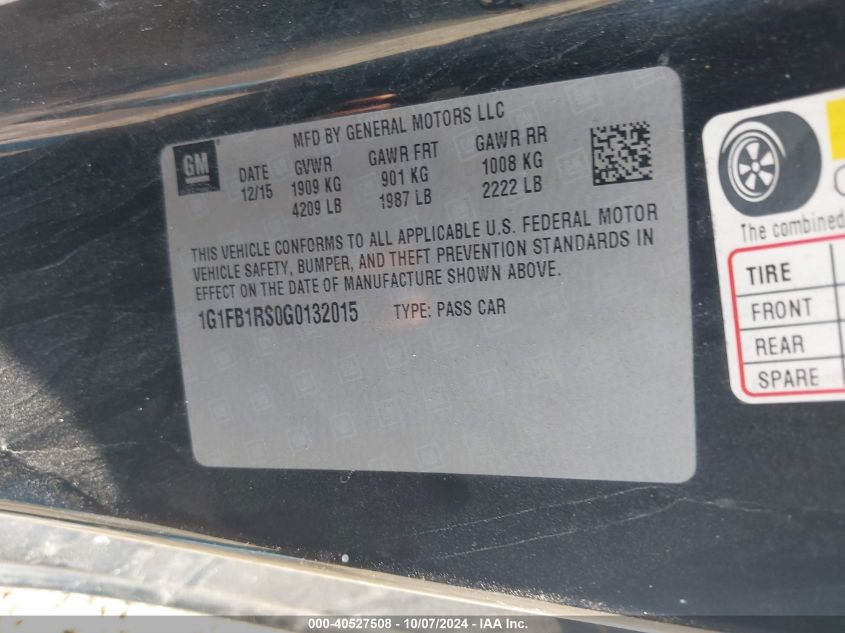 MFD BY GENERAL MOTORS LLC
GM
DATE GVWR GAWR FRT GAWR RR
12/15 1909 KG 901 KG 1008 KG
4209 LB 1987 LB 2222 LB
THIS VEHICLE CONFORMS TO ALL APPLICABLE U.S. FEDERAL MOTOR
VEHICLE SAFETY, BUMPER, AND THEFT PREVENTION STANDARDS IN
EFFECT ON THE DATE OF MANUFACTURE SHOWN ABOVE.
1G1FB1RS0G0132015 TYPE: PASS CAR
The combined
TIRE
FRONT
REAR
SPARE
000-40527508 - 10/07/2024 - IAA Inc.